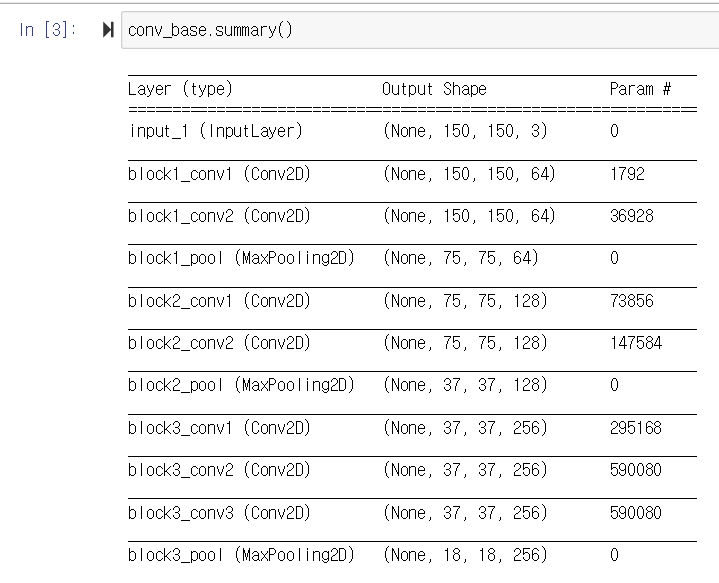 In [3]: conv_base.summary()
Layer (type) Output Shape Param #
=================================================================
input_1 (InputLayer) (None, 150, 150, 3) 0
block1_conv1 (Conv2D) (None, 150, 150, 64) 1792
block1_conv2 (Conv2D) (None, 150, 150, 64) 36928
block1_pool (MaxPooling2D) (None, 75, 75, 64) 0
block2_conv1 (Conv2D) (None, 75, 75, 128) 73856
block2_conv2 (Conv2D) (None, 75, 75, 128) 147584
block2_pool (MaxPooling2D) (None, 37, 37, 128) 0
block3_conv1 (Conv2D) (None, 37, 37, 256) 295168
block3_conv2 (Conv2D) (None, 37, 37, 256) 590080
block3_conv3 (Conv2D) (None, 37, 37, 256) 590080
block3_pool (MaxPooling2D) (None, 18, 18, 256) 0